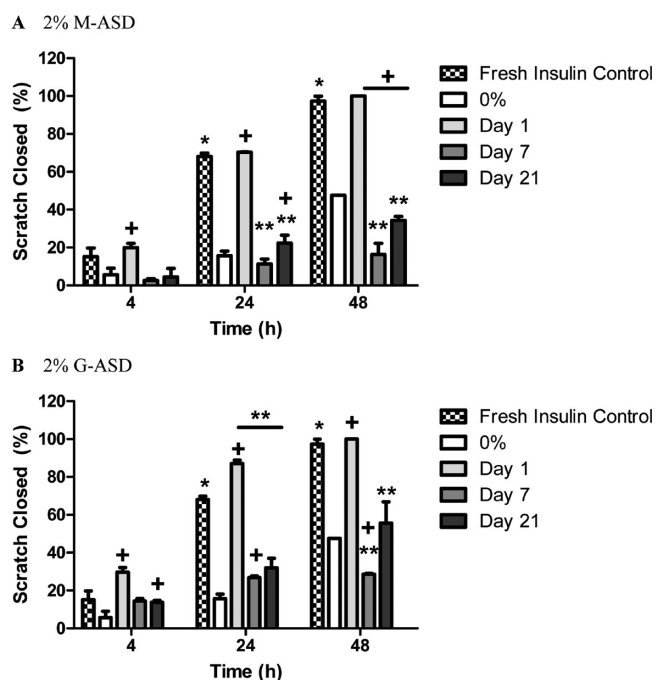 A 2% M-ASD
Scratch Closed (%)
120
100
80
60
40
20
0
* + * +
+ ** + ** ** **
4 24 48
Time (h)
Fresh Insulin Control
0%
Day 1
Day 7
Day 21
B 2% G-ASD
Scratch Closed (%)
120
100
80
60
40
20
0
** * +
* + **
+ + + + **
4 24 48
Time (h)
Fresh Insulin Control
0%
Day 1
Day 7
Day 21